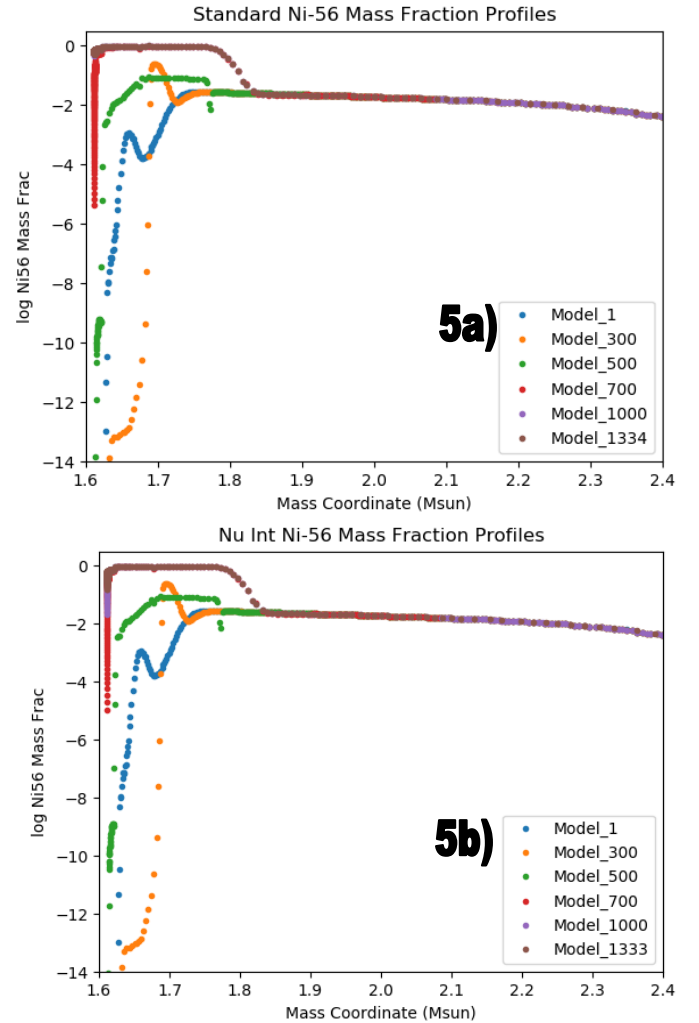 Standard Ni-56 Mass Fraction Profiles
0
−2
−4
−6
−8
−10
−12
−14
log Ni56 Mass Frac
5a)
Model_1
Model_300
Model_500
Model_700
Model_1000
Model_1334
1.6 1.7 1.8 1.9 2.0 2.1 2.2 2.3 2.4
Mass Coordinate (Msun)
Nu Int Ni-56 Mass Fraction Profiles
0
−2
−4
−6
−8
−10
−12
−14
log Ni56 Mass Frac
5b)
Model_1
Model_300
Model_500
Model_700
Model_1000
Model_1333
1.6 1.7 1.8 1.9 2.0 2.1 2.2 2.3 2.4
Mass Coordinate (Msun)